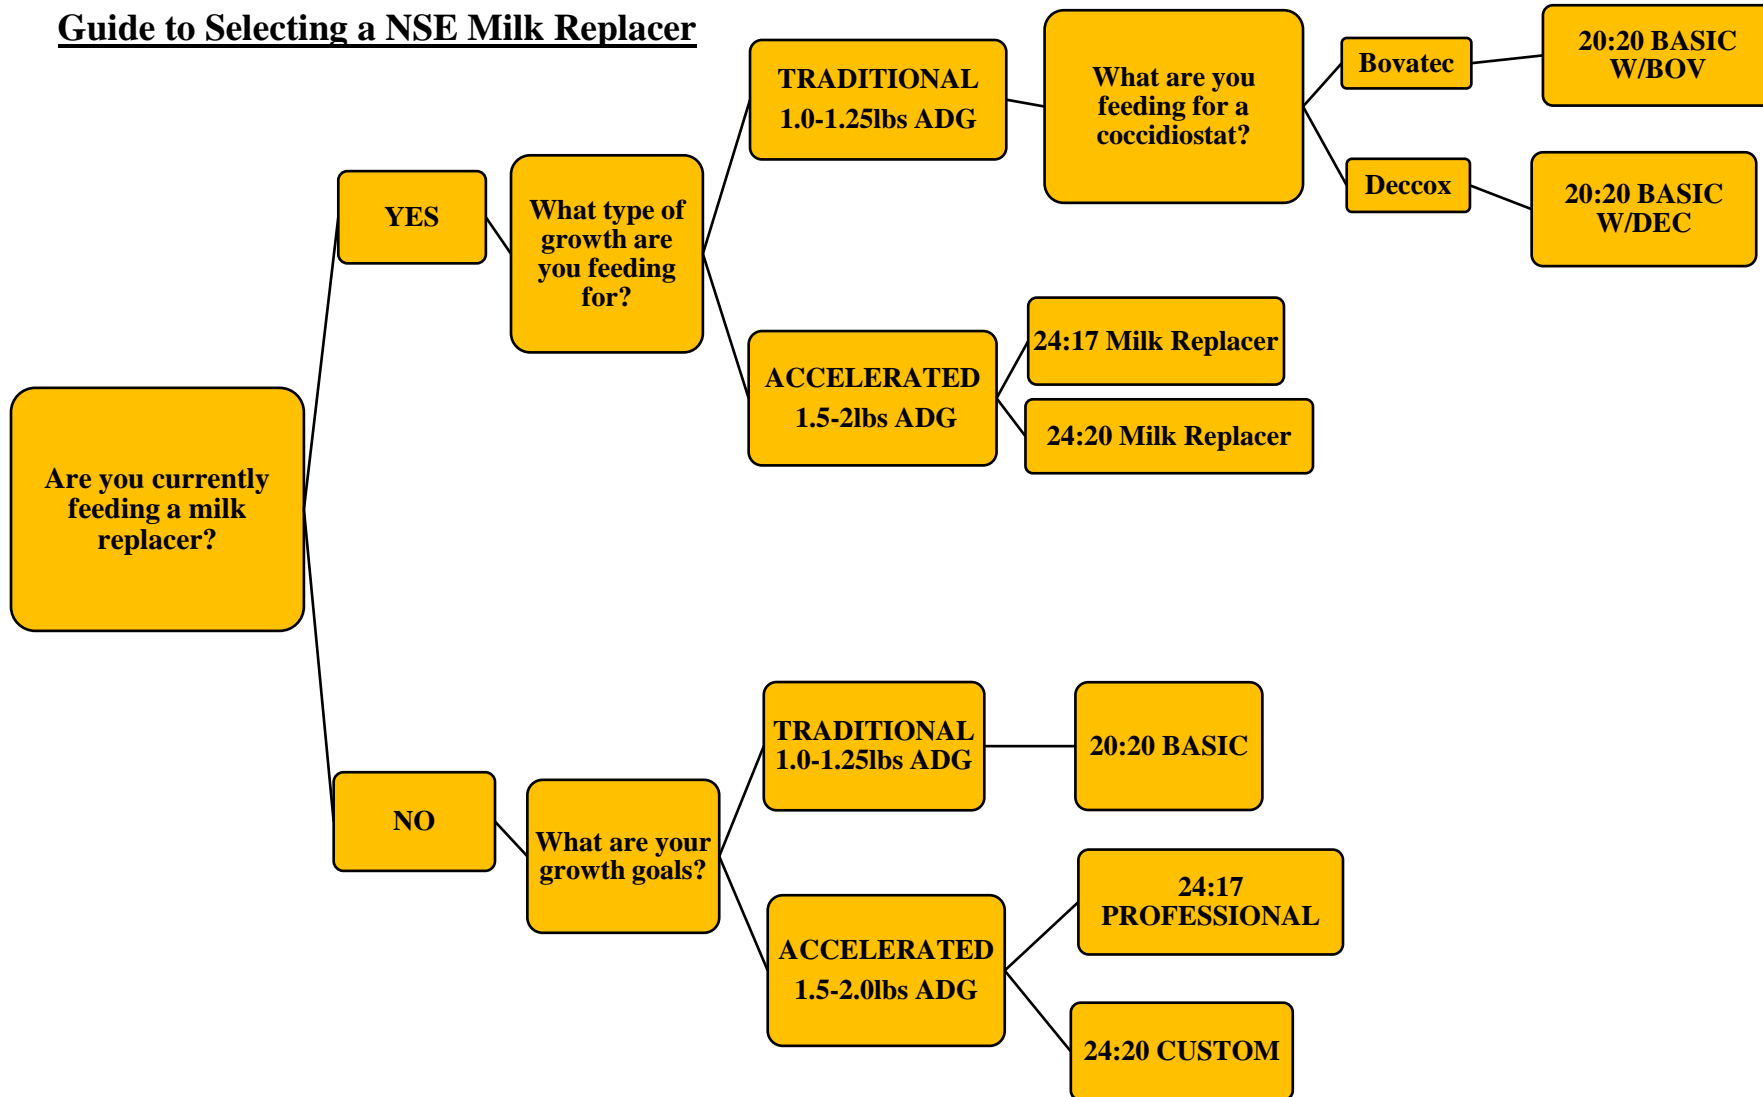 Guide to Selecting a NSE Milk Replacer
Are you currently
feeding a milk
replacer?
YES
What type of
growth are
you feeding
for?
TRADITIONAL
1.0-1.25lbs ADG
What are you
feeding for a
coccidiostat?
Bovatec
20:20 BASIC
W/BOV
Deccox
20:20 BASIC
W/DEC
ACCELERATED
1.5-2lbs ADG
24:17 Milk Replacer
24:20 Milk Replacer
NO
What are your
growth goals?
TRADITIONAL
1.0-1.25lbs ADG
20:20 BASIC
ACCELERATED
1.5-2.0lbs ADG
24:17
PROFESSIONAL
24:20 CUSTOM